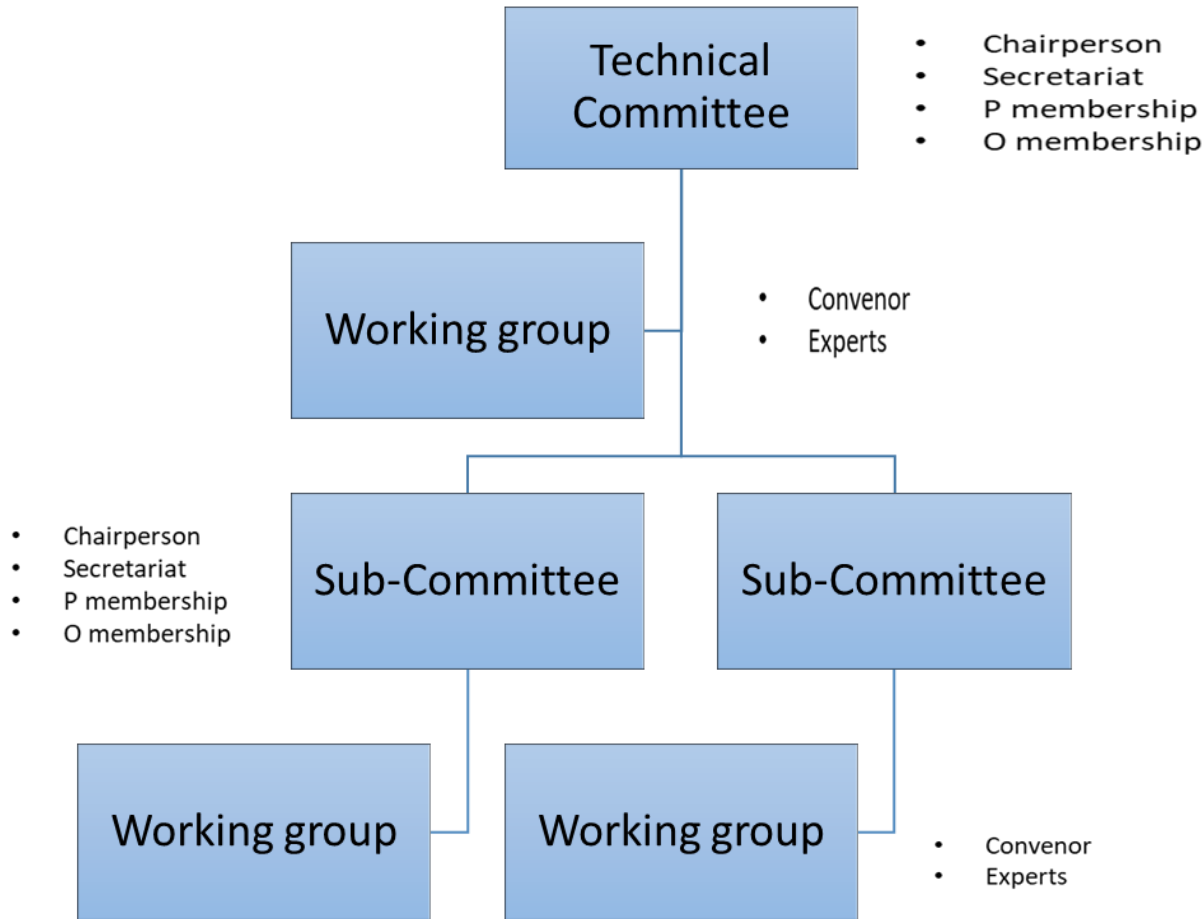 Technical
Committee
• Chairperson
• Secretariat
• P membership
• O membership
Working group
• Convenor
• Experts
• Chairperson
• Secretariat
• P membership
• O membership
Sub-Committee
Sub-Committee
Working group
Working group
• Convenor
• Experts